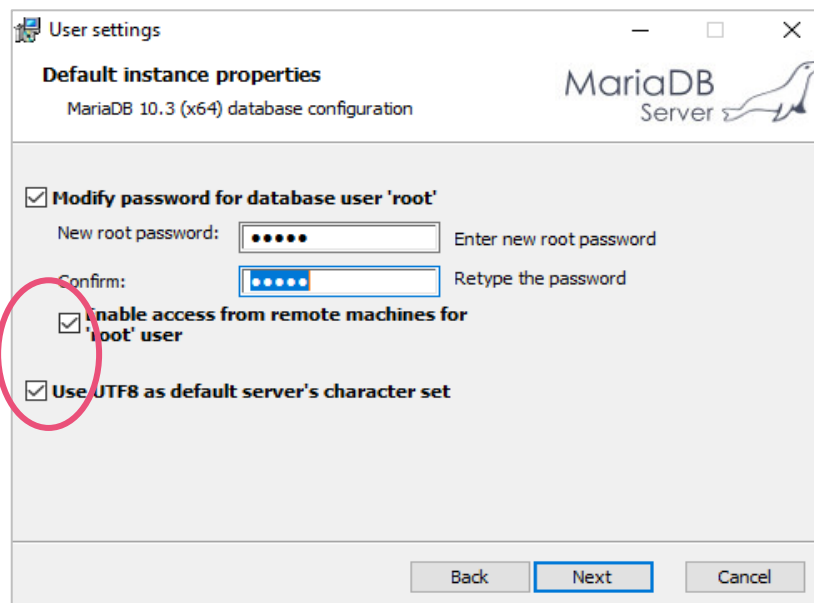 User settings
Default instance properties
MariaDB 10.3 (x64) database configuration
MariaDB
Server
Modify password for database user 'root'
New root password: ●●●●● Enter new root password
Confirm: ●●●●● Retype the password
Enable access from remote machines for
'root' user
Use UTF8 as default server's character set
Back Next Cancel